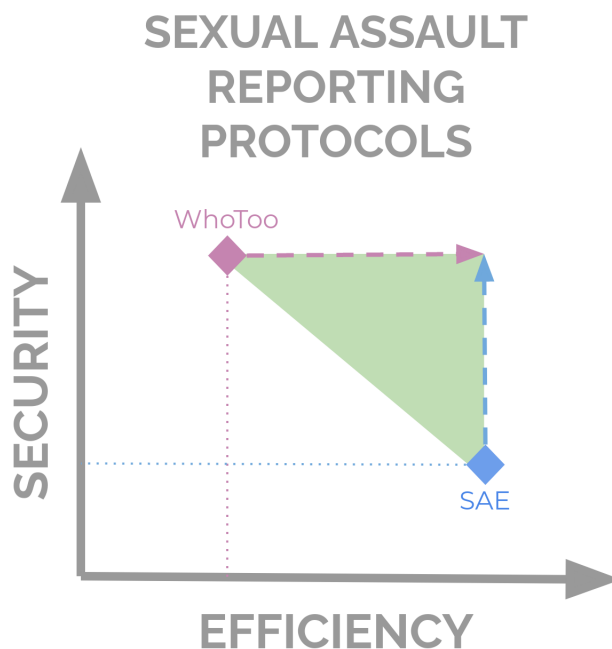 SEXUAL ASSAULT
REPORTING
PROTOCOLS
WhoToo
SECURITY
SAE
EFFICIENCY